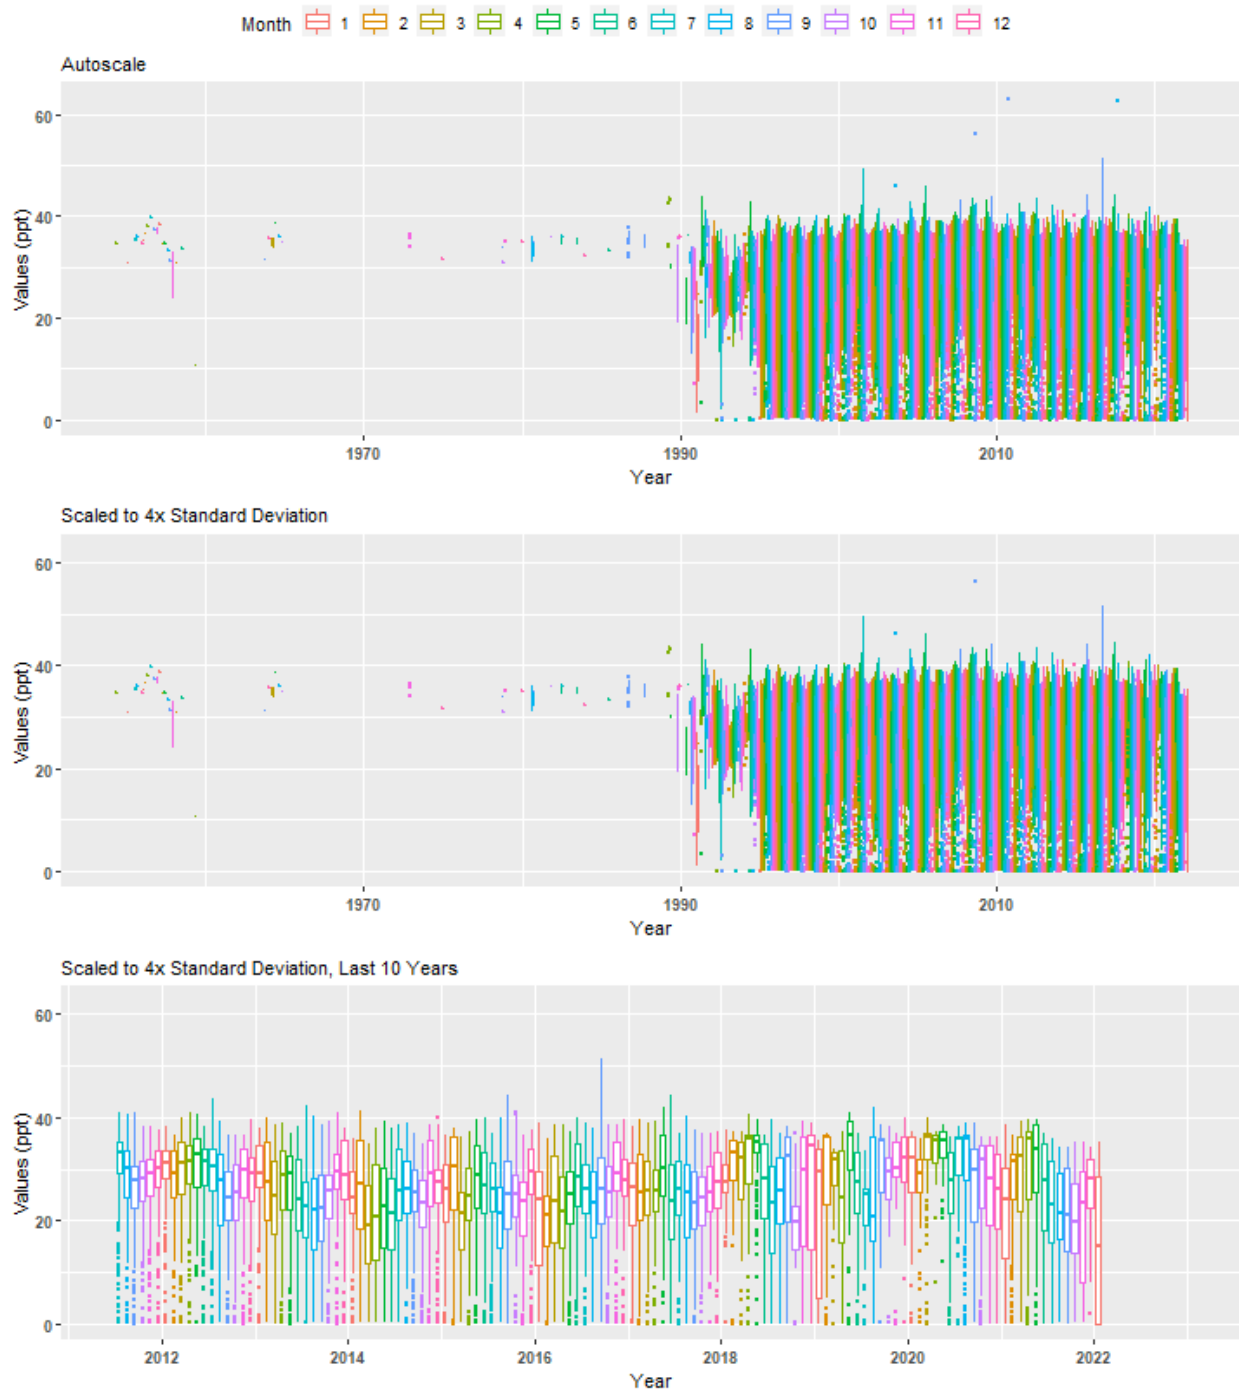 Month 1 2 3 4 5 6 7 8 9 10 11 12
Autoscale
Values (ppt)
60
40
20
0
1970 1990 2010
Year
Scaled to 4x Standard Deviation
Values (ppt)
60
40
20
0
1970 1990 2010
Year
Scaled to 4x Standard Deviation, Last 10 Years
Values (ppt)
60
40
20
0
2012 2014 2016 2018 2020 2022
Year